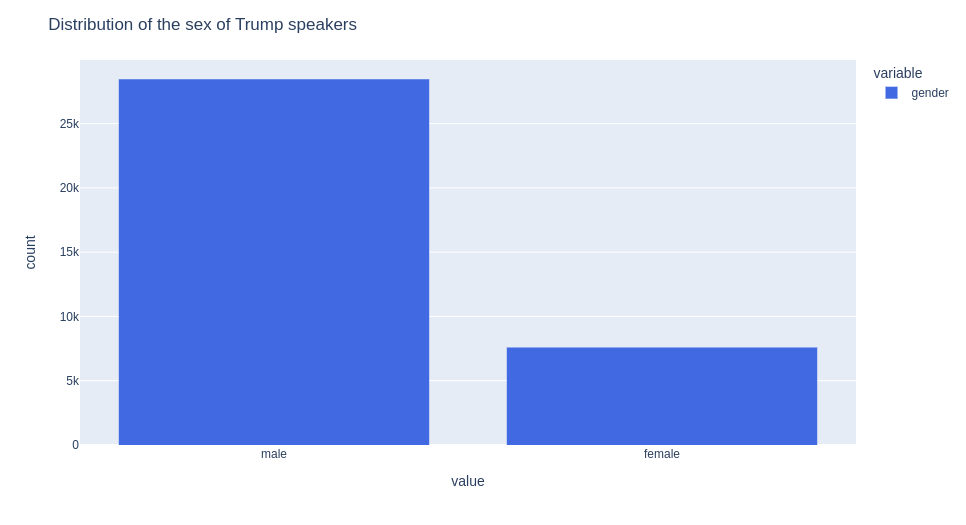 Distribution of the sex of Trump speakers
variable
gender
25k
20k
15k
10k
5k
0
count
male
female
value